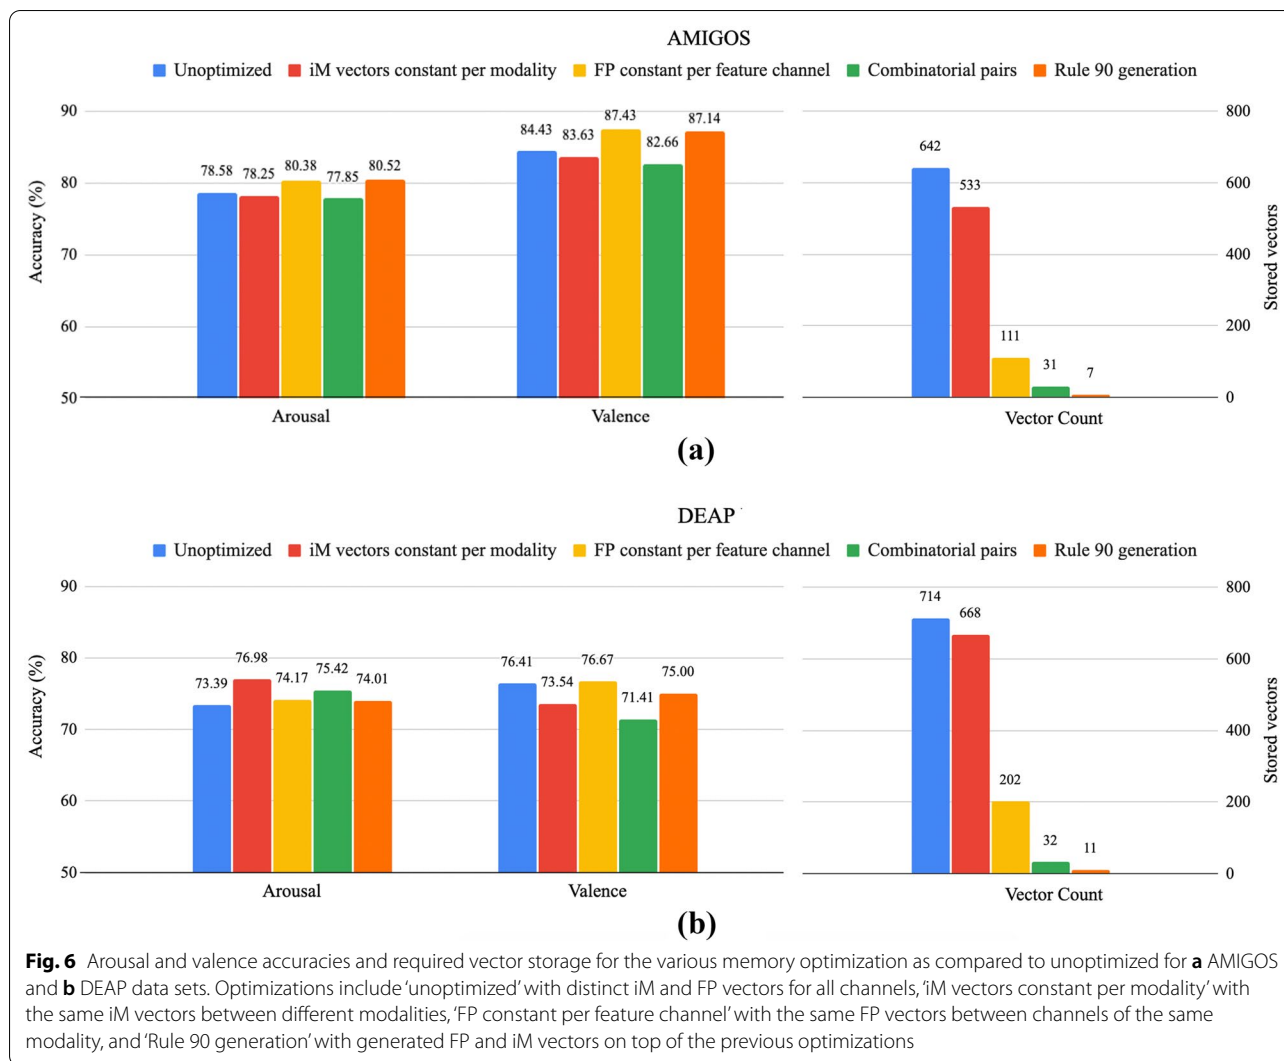 AMIGOS
Unoptimized iM vectors constant per modality FP constant per feature channel Combinatorial pairs Rule 90 generation
Accuracy (%)
90
80
70
60
50
78.58 78.25 80.38 77.85 80.52
84.43 83.63 87.43 82.66 87.14
642 533 111 31 7
800
600
400
200
0
Stored vectors
Arousal Valence Vector Count
(a)
DEAP
Unoptimized iM vectors constant per modality FP constant per feature channel Combinatorial pairs Rule 90 generation
Accuracy (%)
90
80
70
60
50
73.39 76.98 74.17 75.42 74.01
76.41 73.54 76.67 71.41 75.00
714 668 202 32 11
800
600
400
200
0
Stored vectors
Arousal Valence Vector Count
(b)
Fig. 6 Arousal and valence accuracies and required vector storage for the various memory optimization as compared to unoptimized for a AMIGOS
and b DEAP data sets. Optimizations include ‘unoptimized’ with distinct iM and FP vectors for all channels, ‘iM vectors constant per modality’ with
the same iM vectors between different modalities, ‘FP constant per feature channel’ with the same FP vectors between channels of the same
modality, and ‘Rule 90 generation’ with generated FP and iM vectors on top of the previous optimizations